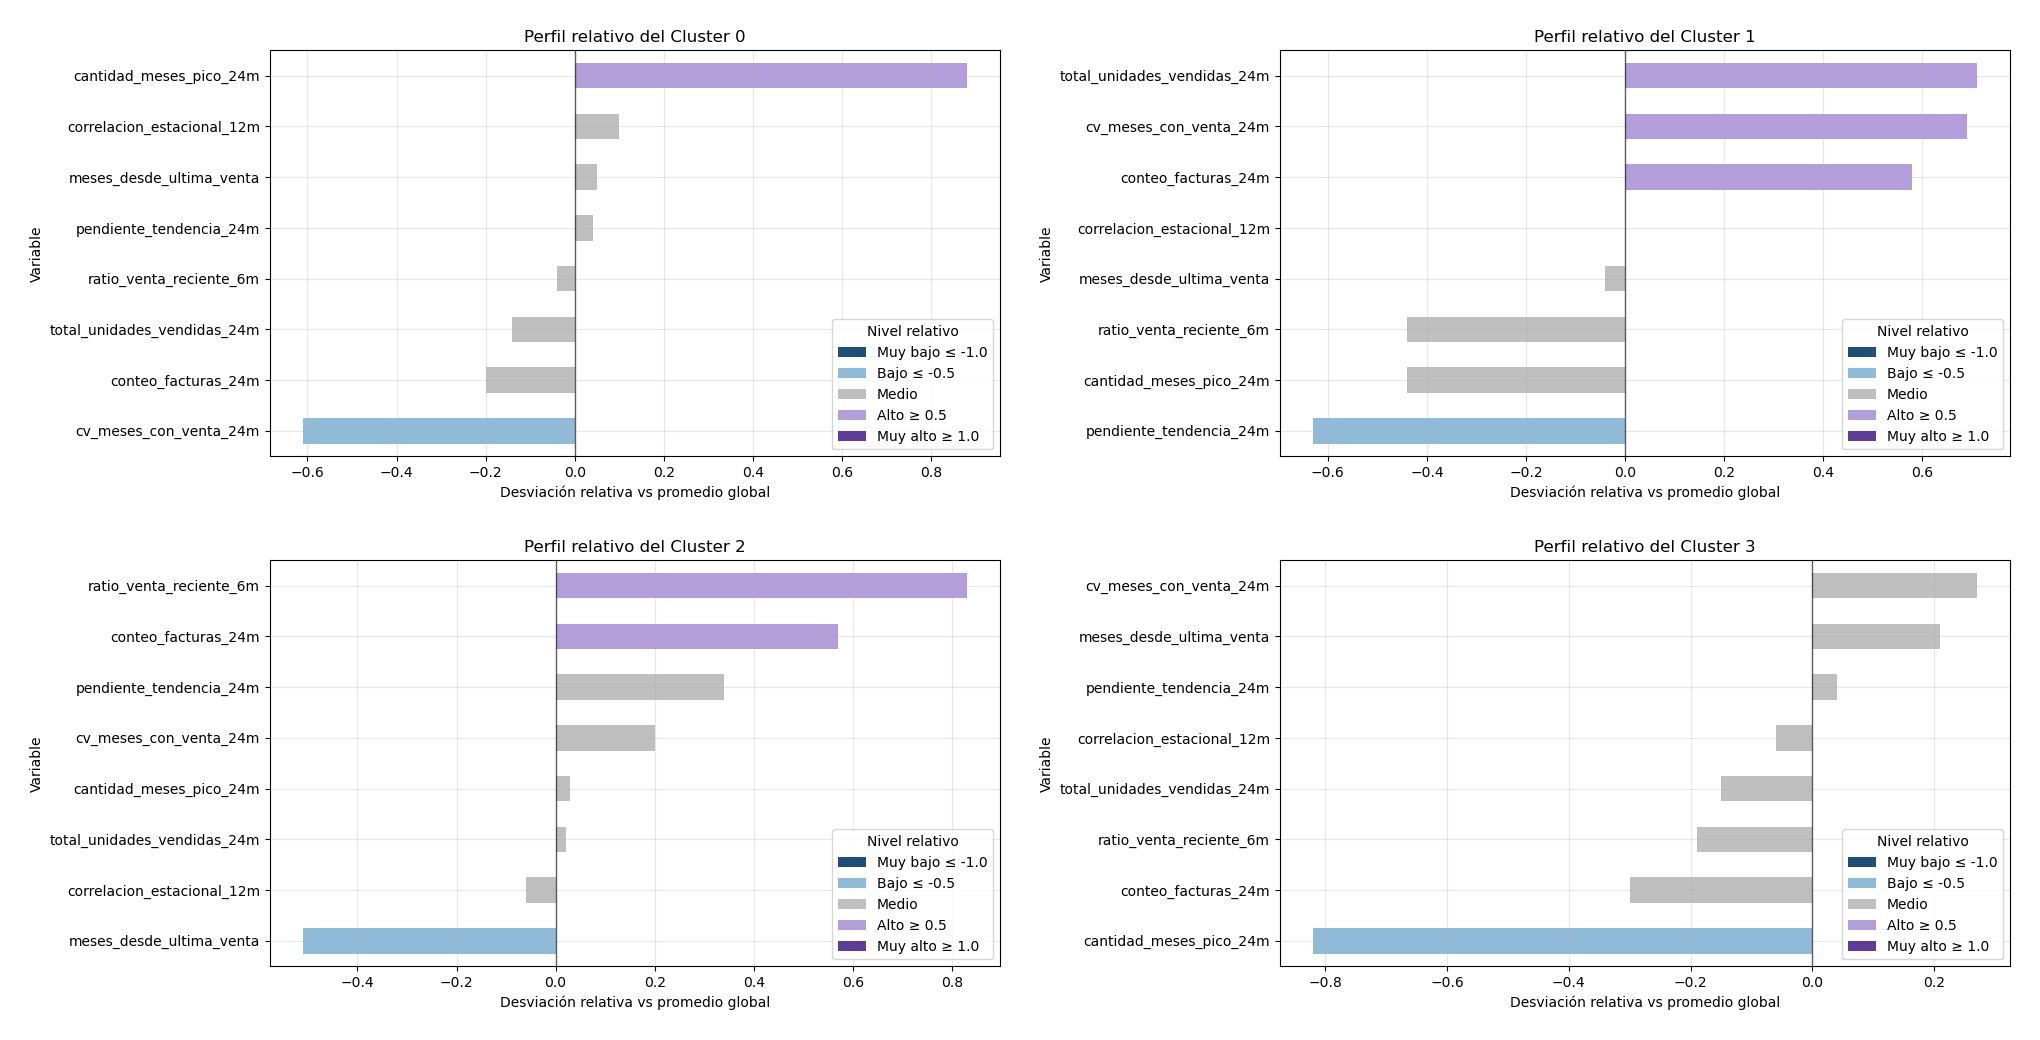 Perfil relativo del Cluster 0
Variable
cantidad_meses_pico_24m
correlacion_estacional_12m
meses_desde_ultima_venta
pendiente_tendencia_24m
ratio_venta_reciente_6m
total_unidades_vendidas_24m
conteo_facturas_24m
cv_meses_con_venta_24m
Nivel relativo
Muy bajo ≤ -1.0
Bajo ≤ -0.5
Medio
Alto ≥ 0.5
Muy alto ≥ 1.0
−0.6 −0.4 −0.2 0.0 0.2 0.4 0.6 0.8
Desviación relativa vs promedio global
Perfil relativo del Cluster 1
Variable
total_unidades_vendidas_24m
cv_meses_con_venta_24m
conteo_facturas_24m
correlacion_estacional_12m
meses_desde_ultima_venta
ratio_venta_reciente_6m
cantidad_meses_pico_24m
pendiente_tendencia_24m
Nivel relativo
Muy bajo ≤ -1.0
Bajo ≤ -0.5
Medio
Alto ≥ 0.5
Muy alto ≥ 1.0
−0.6 −0.4 −0.2 0.0 0.2 0.4 0.6
Desviación relativa vs promedio global
Perfil relativo del Cluster 2
Variable
ratio_venta_reciente_6m
conteo_facturas_24m
pendiente_tendencia_24m
cv_meses_con_venta_24m
cantidad_meses_pico_24m
total_unidades_vendidas_24m
correlacion_estacional_12m
meses_desde_ultima_venta
Nivel relativo
Muy bajo ≤ -1.0
Bajo ≤ -0.5
Medio
Alto ≥ 0.5
Muy alto ≥ 1.0
−0.4 −0.2 0.0 0.2 0.4 0.6 0.8
Desviación relativa vs promedio global
Perfil relativo del Cluster 3
Variable
cv_meses_con_venta_24m
meses_desde_ultima_venta
pendiente_tendencia_24m
correlacion_estacional_12m
total_unidades_vendidas_24m
ratio_venta_reciente_6m
conteo_facturas_24m
cantidad_meses_pico_24m
Nivel relativo
Muy bajo ≤ -1.0
Bajo ≤ -0.5
Medio
Alto ≥ 0.5
Muy alto ≥ 1.0
−0.8 −0.6 −0.4 −0.2 0.0 0.2
Desviación relativa vs promedio global